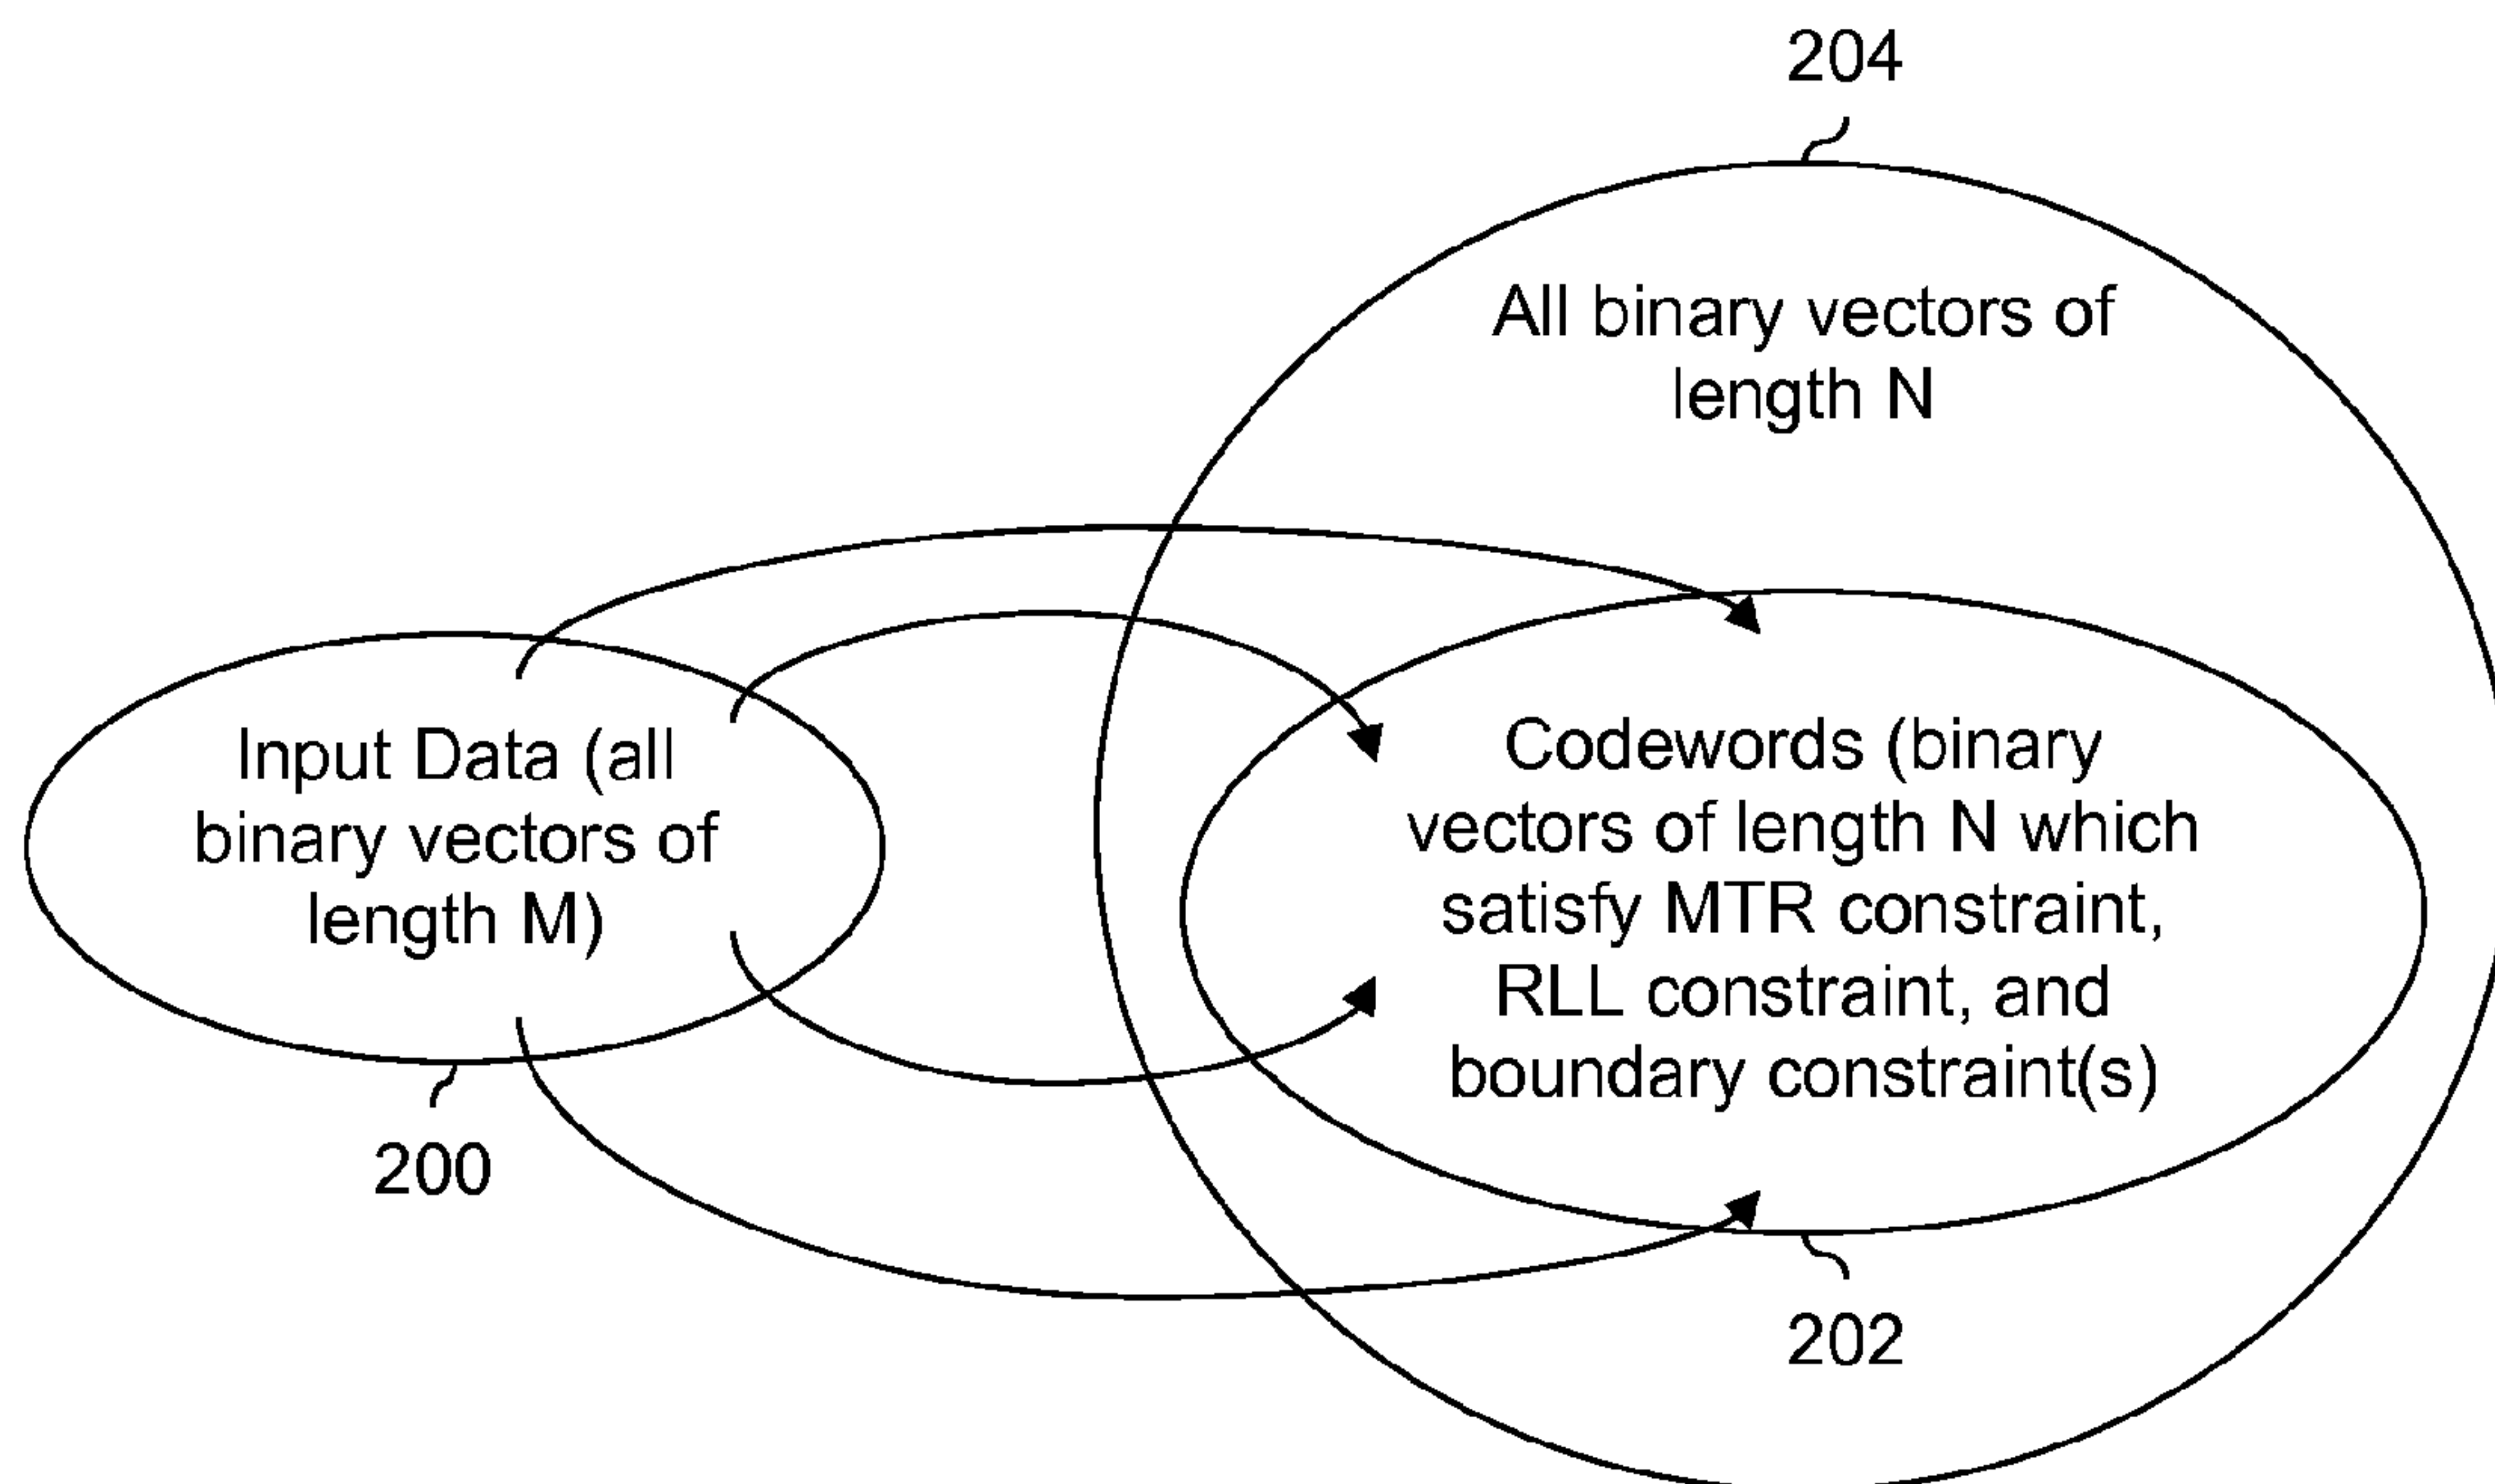 204
All binary vectors of
length N
Input Data (all
binary vectors of
length M)
200
Codewords (binary
vectors of length N which
satisfy MTR constraint,
RLL constraint, and
boundary constraint(s)
202